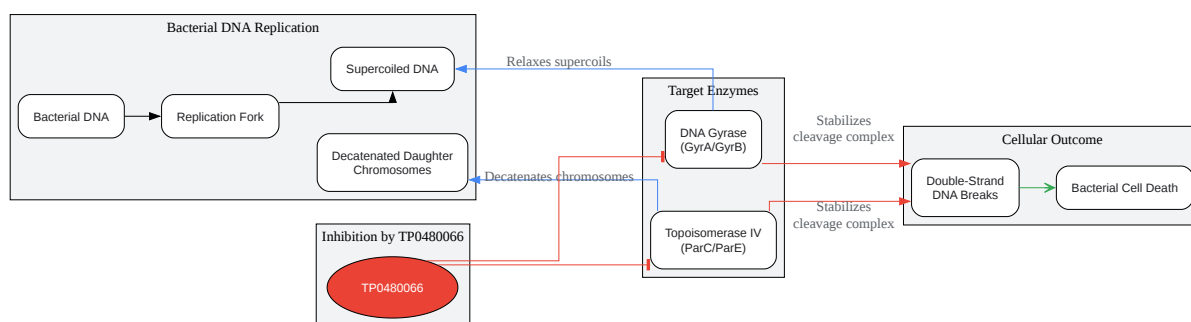 Bacterial DNA Replication
Supercoiled DNA
Bacterial DNA
Replication Fork
Decatenated Daughter
Chromosomes
Relaxes supercoils
Decatenates chromosomes
Target Enzymes
DNA Gyrase
(GyrA/GyrB)
Topoisomerase IV
(ParC/ParE)
Stabilizes
cleavage complex
Stabilizes
cleavage complex
Cellular Outcome
Double-Strand
DNA Breaks
Bacterial Cell Death
Inhibition by TP0480066
TP0480066